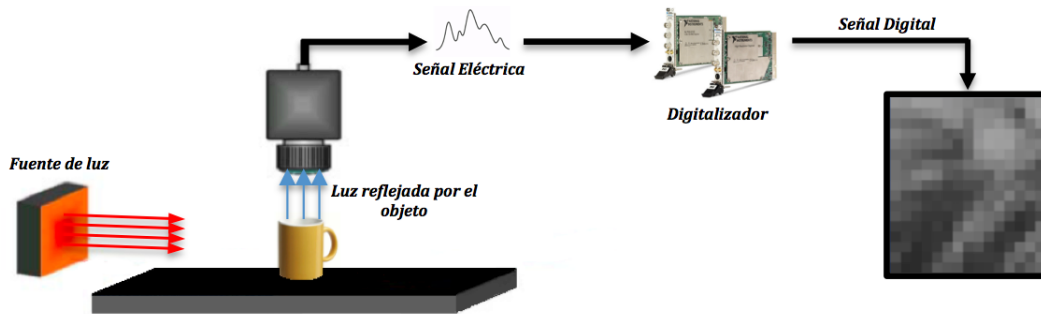 Señal Eléctrica
Digitalizador
Señal Digital
Fuente de luz
Luz reflejada por el
objeto